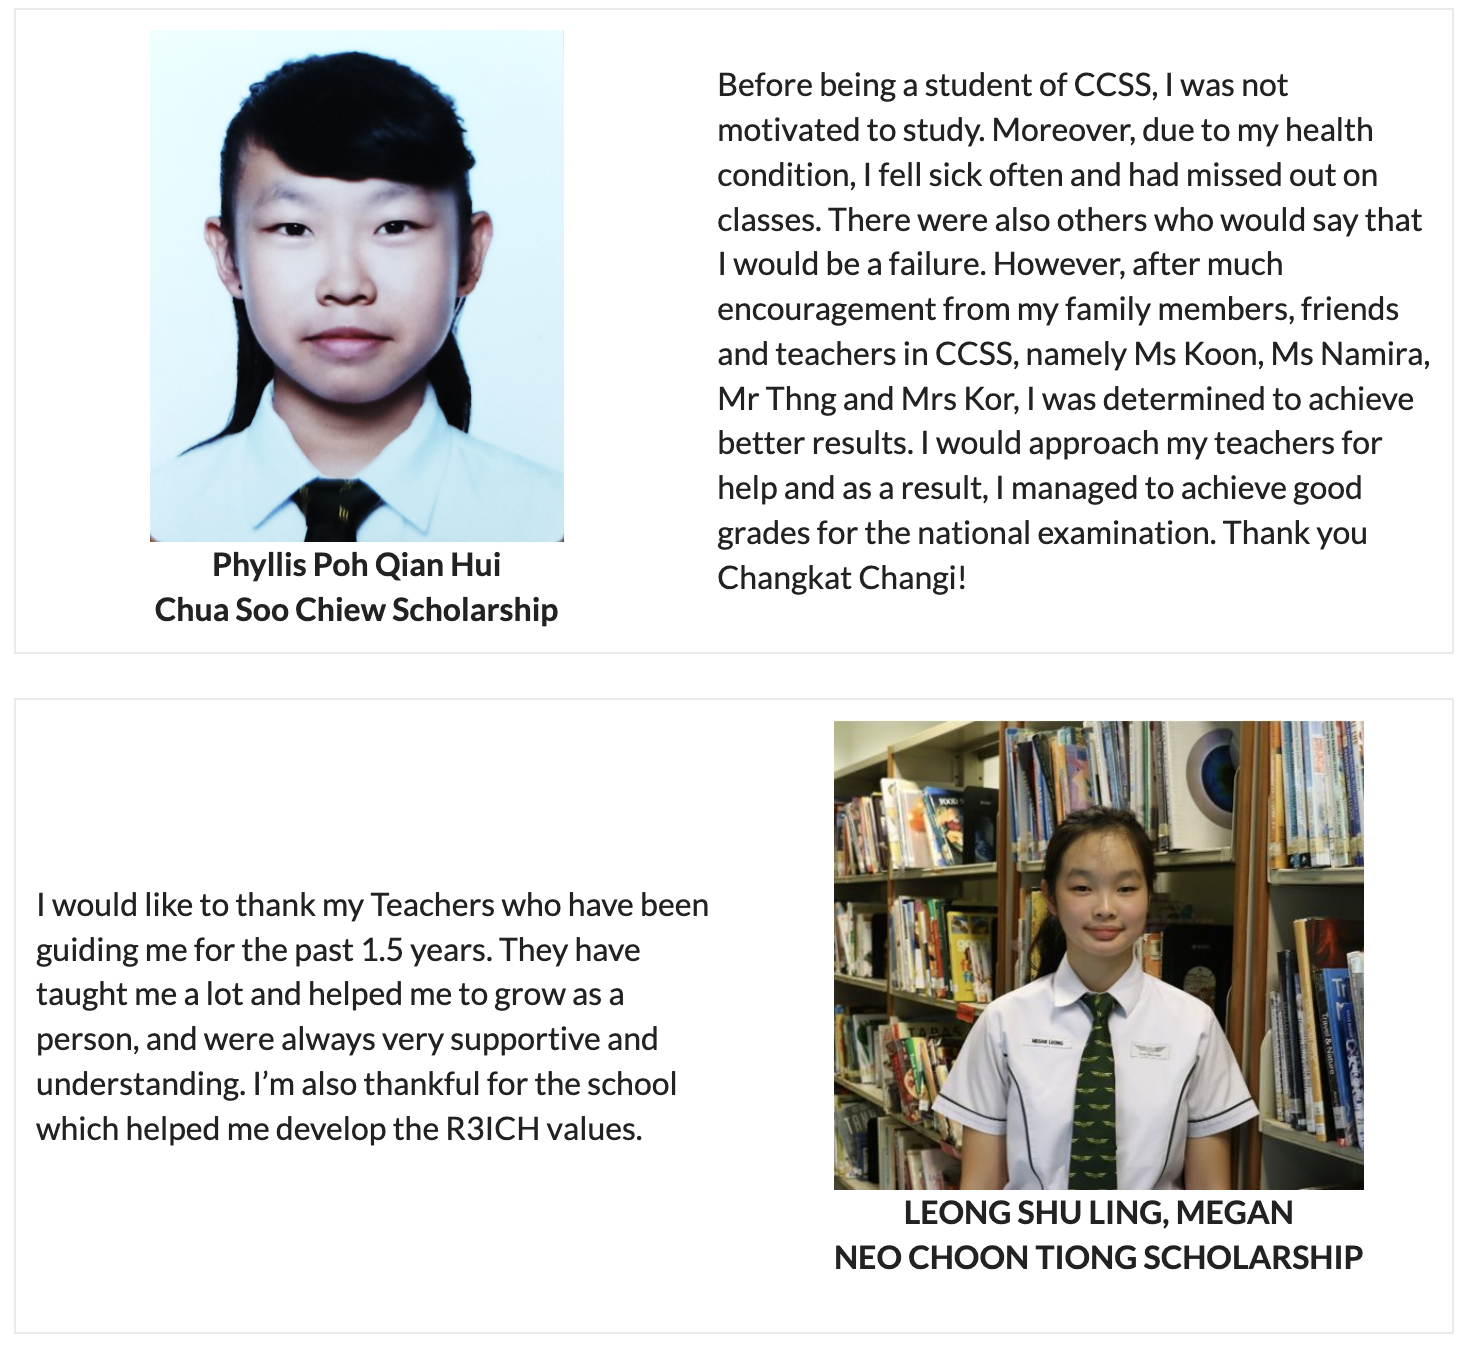 Before being a student of CCSS, I was not
motivated to study. Moreover, due to my health
condition, I fell sick often and had missed out on
classes. There were also others who would say that
I would be a failure. However, after much
encouragement from my family members, friends
and teachers in CCSS, namely Ms Koon, Ms Namira,
Mr Thng and Mrs Kor, I was determined to achieve
better results. I would approach my teachers for
help and as a result, I managed to achieve good
grades for the national examination. Thank you
Changkat Changi!
Phyllis Poh Qian Hui
Chua Soo Chiew Scholarship
I would like to thank my Teachers who have been
guiding me for the past 1.5 years. They have
taught me a lot and helped me to grow as a
person, and were always very supportive and
understanding. I’m also thankful for the school
which helped me develop the R3ICH values.
FOOD
TAPAS
MEGAN LEONG
Travel & Nature
LEONG SHU LING, MEGAN
NEO CHOON TIONG SCHOLARSHIP